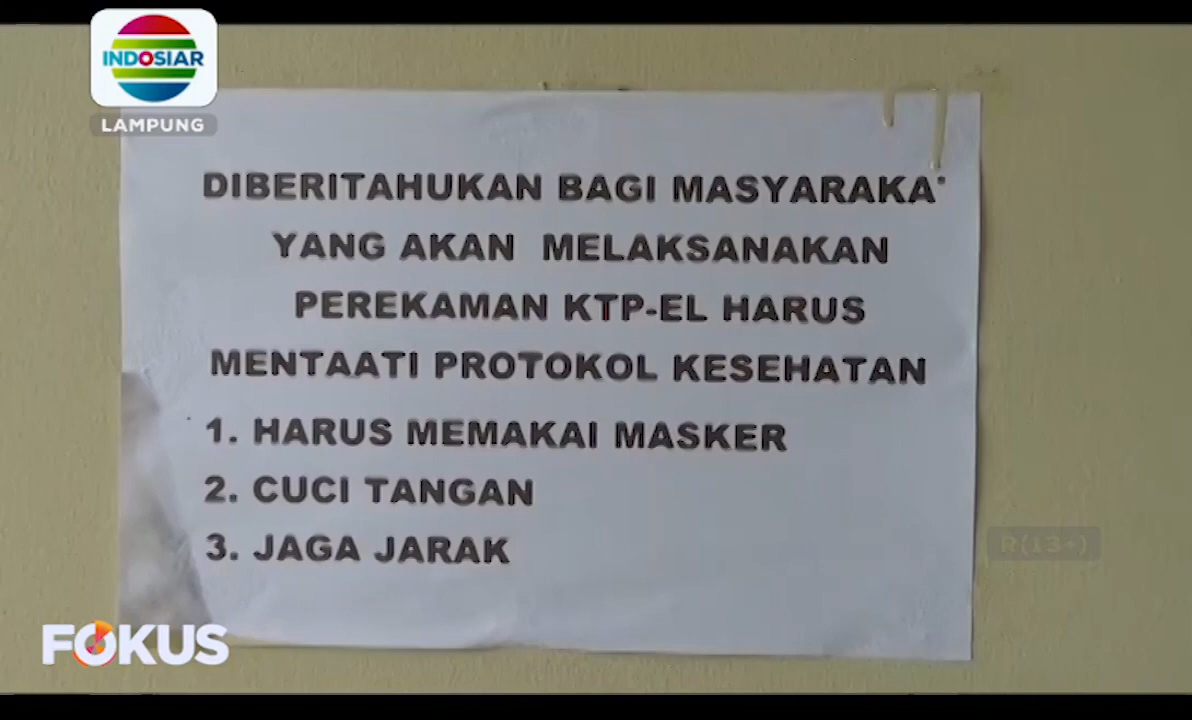 INDOSIAR
LAMPUNG
DIBERITAHUKAN BAGI MASYARAKA
YANG AKAN MELAKSANAKAN
PEREKAMAN KTP-EL HARUS
MENTAATI PROTOKOL KESEHATAN
1. HARUS MEMAKAI MASKER
2. CUCI TANGAN
3. JAGA JARAK
R(13+)
FOKUS